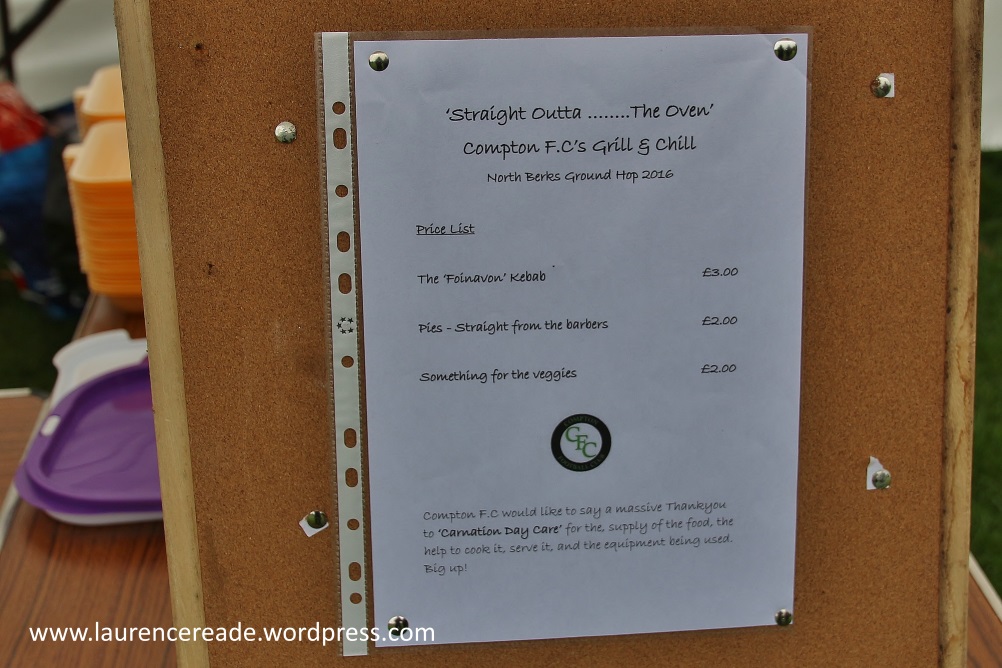 ‘Straight Outta ........The Oven’
Compton F.C’s Grill & Chill
North Berks Ground Hop 2016
Price List
The ‘Foinavon’ Kebab £3.00
Pies - Straight from the barbers £2.00
Something for the veggies £2.00
COMPTON
CFC
Compton F.C would like to say a massive Thankyou
to ‘Carnation Day Care’ for the, supply of the food, the
help to cook it, serve it, and the equipment being used.
Big up!
www.laurencereade.wordpress.com